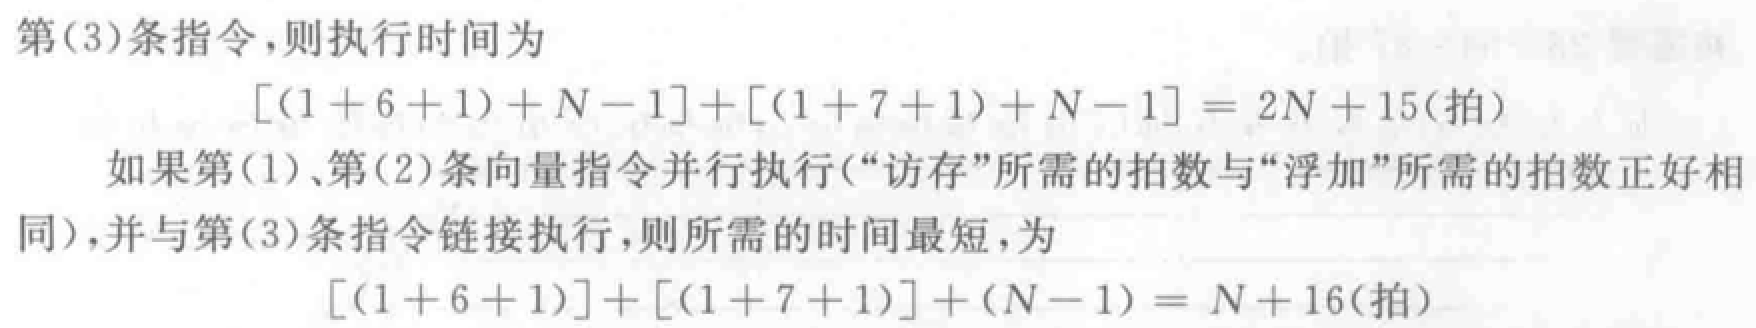 第(3)条指令,则执行时间为
[(1+6+1)+N-1]+[(1+7+1)+N-1] = 2N+15(拍)
如果第(1)、第(2)条向量指令并行执行(“访存”所需的拍数与“浮加”所需的拍数正好相
同),并与第(3)条指令链接执行,则所需的时间最短,为
[(1+6+1)]+[(1+7+1)]+(N-1) = N+16(拍)